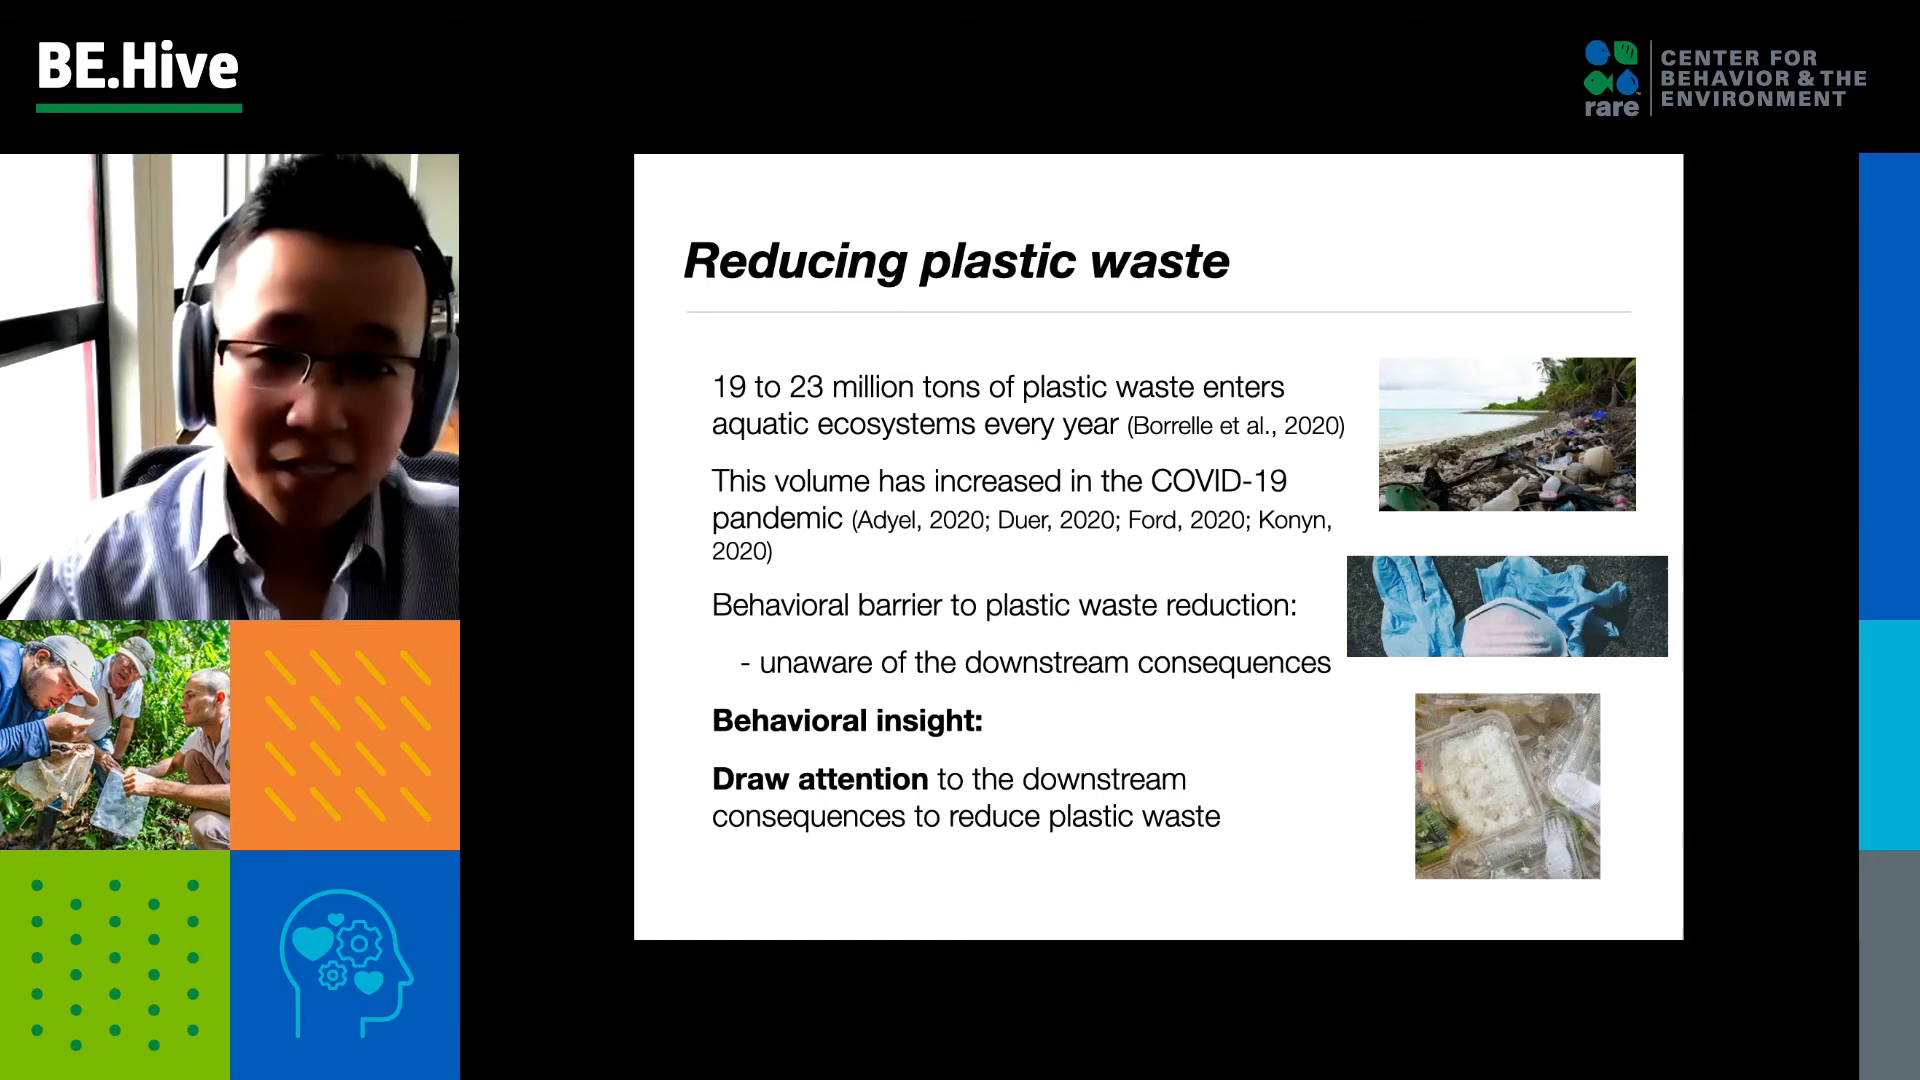 BE.Hive
rare
CENTER FOR
BEHAVIOR & THE
ENVIRONMENT
Reducing plastic waste
19 to 23 million tons of plastic waste enters
aquatic ecosystems every year (Borrelle et al., 2020)
This volume has increased in the COVID-19
pandemic (Adyel, 2020; Duer, 2020; Ford, 2020; Konyn,
2020)
Behavioral barrier to plastic waste reduction:
- unaware of the downstream consequences
Behavioral insight:
Draw attention to the downstream
consequences to reduce plastic waste